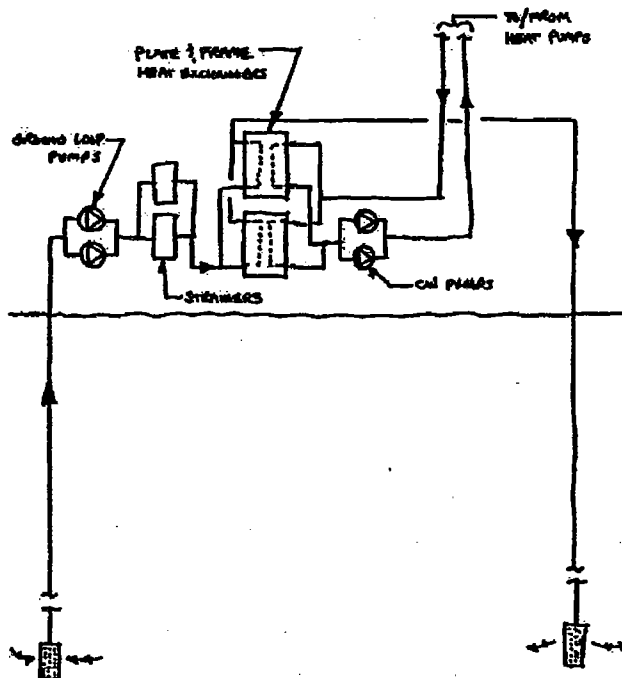 TO/FROM
HEAT PUMPS
PLATE & FRAME
HEAT EXCHANGERS
GROUND LOOP
PUMPS
STRAINERS
CW PUMPS